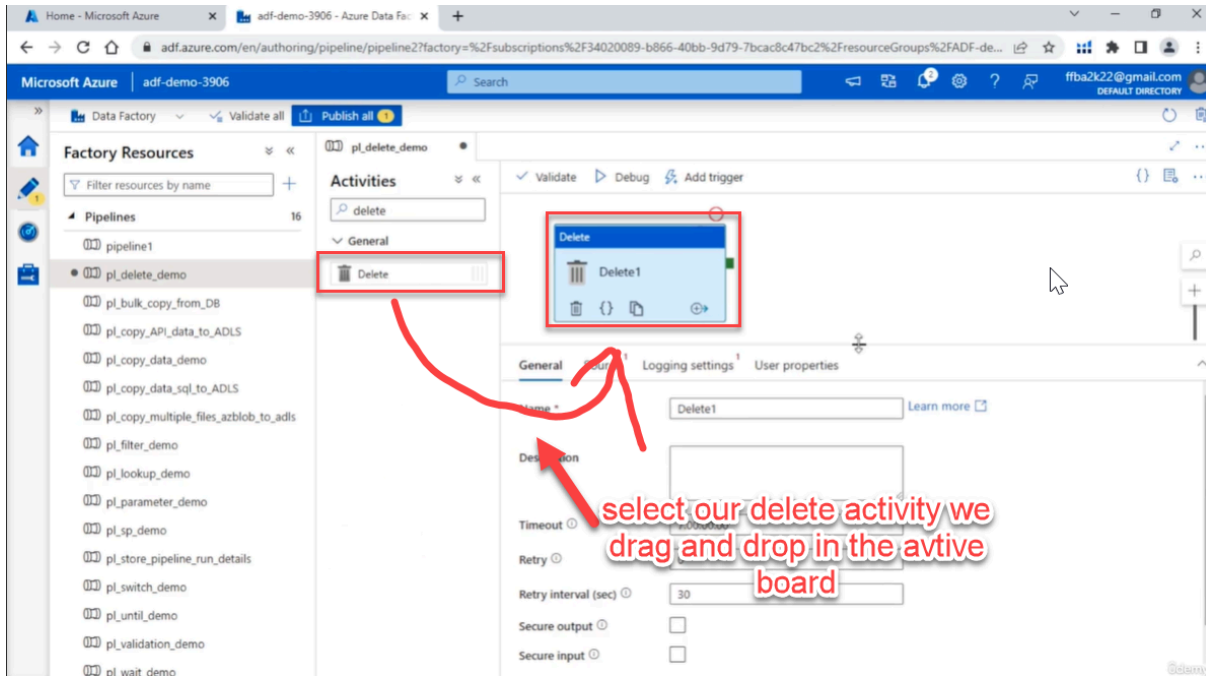 Home - Microsoft Azure
adf-demo-3906 - Azure Data Fac
adf.azure.com/en/authoring/pipeline/pipeline2?factory=%2Fsubscriptions%2F34020089-b866-40bb-9d79-7bcac8c47bc2%2FresourceGroups%2FADF-de...
Microsoft Azure adf-demo-3906
Search
2
ffba2k22@gmail.com
DEFAULT DIRECTORY
Data Factory
Validate all
Publish all 1
1
Factory Resources
Filter resources by name
Pipelines 16
pipeline1
pl_delete_demo
pl_bulk_copy_from_DB
pl_copy_API_data_to_ADLS
pl_copy_data_demo
pl_copy_data_sql_to_ADLS
pl_copy_multiple_files_azblob_to_adls
pl_filter_demo
pl_lookup_demo
pl_parameter_demo
pl_sp_demo
pl_store_pipeline_run_details
pl_switch_demo
pl_until_demo
pl_validation_demo
pl_wait_demo
pl_delete_demo
Activities
delete
General
Delete
Validate Debug Add trigger
Delete
Delete1
General Source 1 Logging settings 1 User properties
Name * Delete1 Learn more
Description
Timeout
Retry
Retry interval (sec) 30
Secure output
Secure input
select our delete activity we
drag and drop in the avtive
board